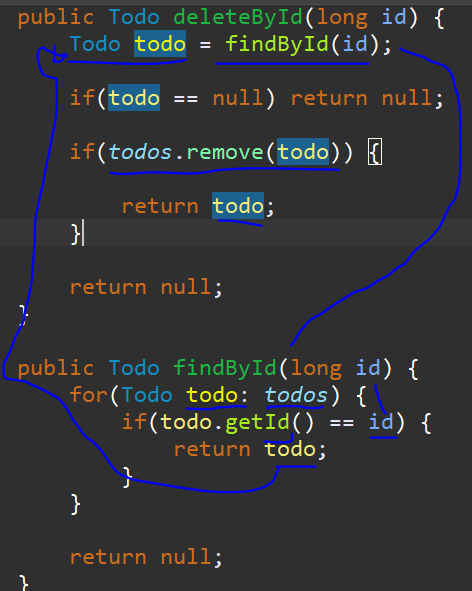 public Todo deleteById(long id) {
Todo todo = findById(id);
if(todo == null) return null;
if(todos.remove(todo)) {
return todo;
}
return null;
}
public Todo findById(long id) {
for(Todo todo: todos) {
if(todo.getId() == id) {
return todo;
}
}
return null;
}